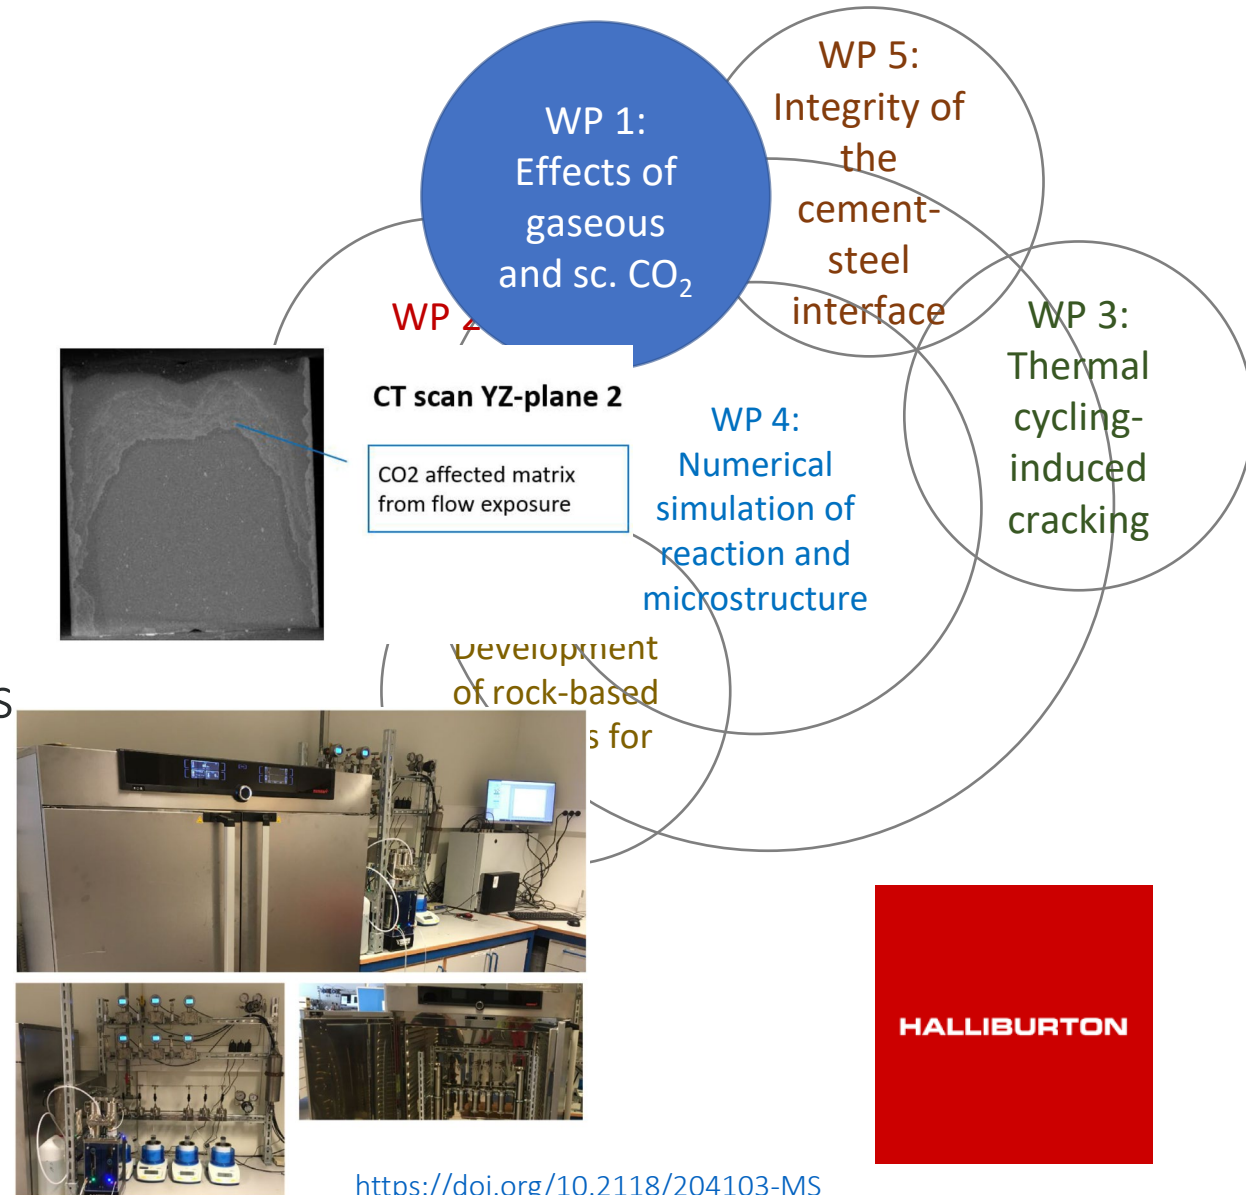 WP 1:
Effects of
gaseous
and sc. CO₂
WP 5:
Integrity of
the
cement-
steel
interface
WP 3:
Thermal
cycling-
induced
cracking
WP 2
CT scan YZ-plane 2
CO2 affected matrix
from flow exposure
WP 4:
Numerical
simulation of
reaction and
microstructure
Development
of rock-based
s for
S
HALLIBURTON
https://doi.org/10.2118/204103-MS